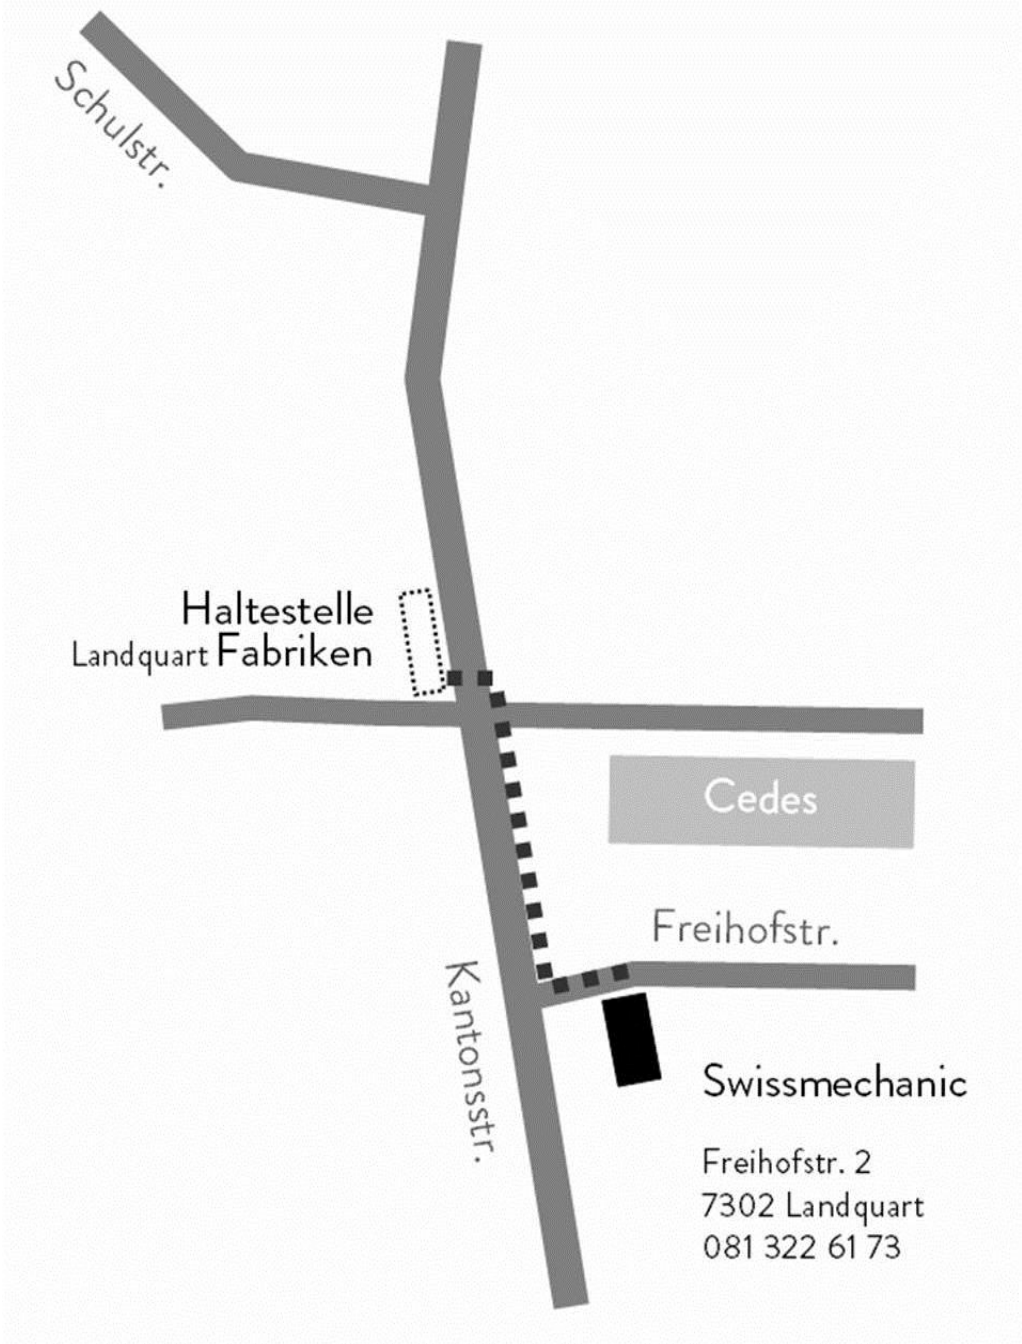 Schulstr.
Haltestelle
Landquart Fabriken
Cedes
Freihofstr.
Kantonsstr.
Swissmechanic
Freihofstr. 2
7302 Landquart
081 322 61 73